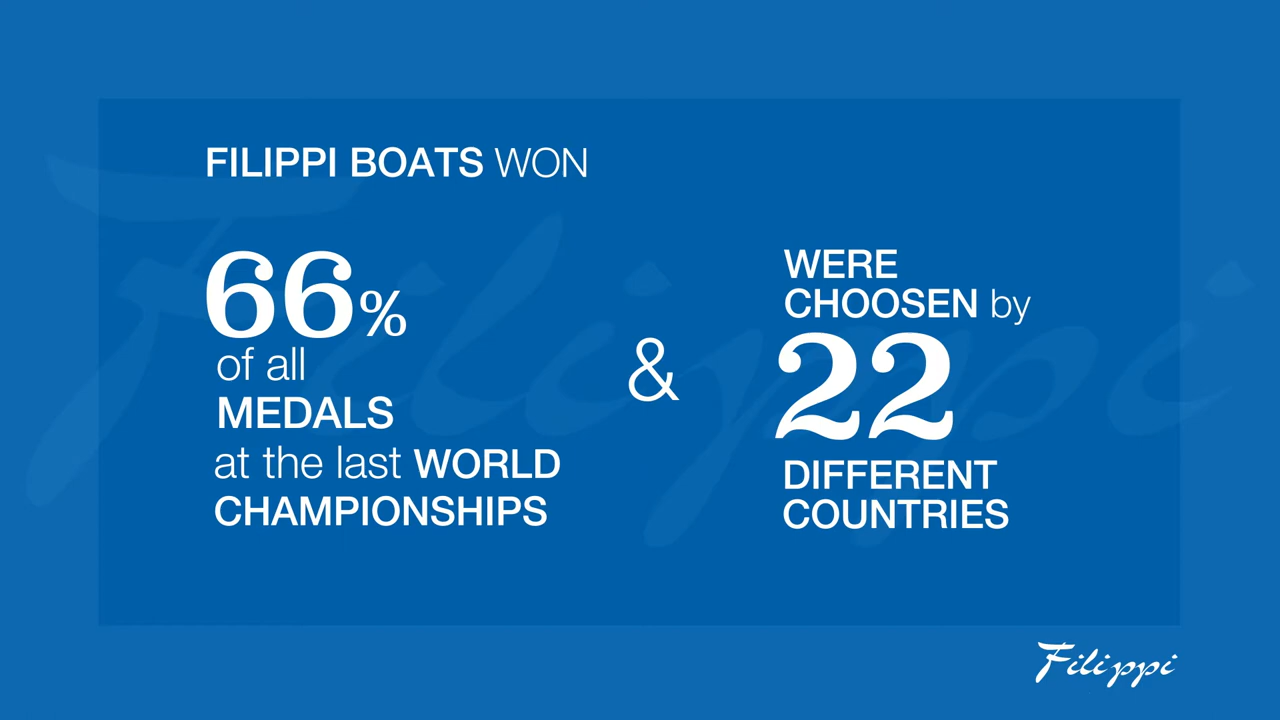 FILIPPI BOATS WON
66%
of all
MEDALS
at the last WORLD
CHAMPIONSHIPS
&
WERE
CHOOSEN by
22
DIFFERENT
COUNTRIES
Filippi
Filippi